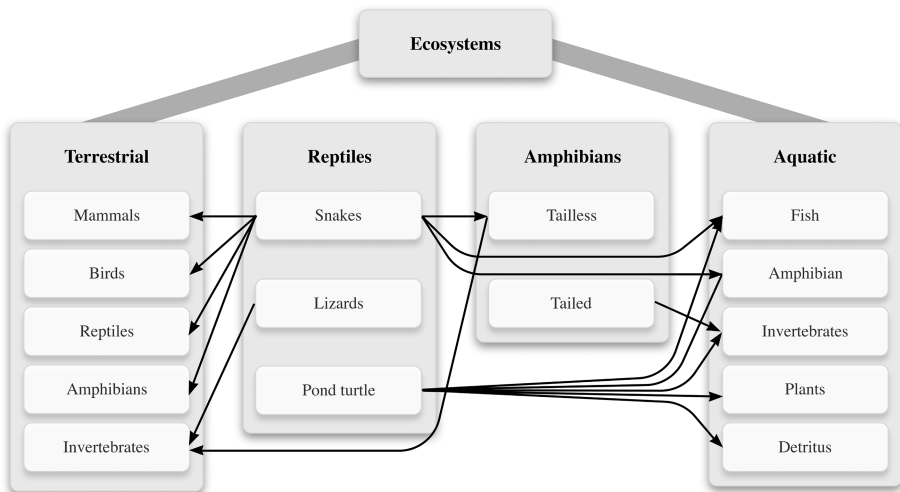 Ecosystems
Terrestrial
Mammals
Birds
Reptiles
Amphibians
Invertebrates
Reptiles
Snakes
Lizards
Pond turtle
Amphibians
Tailless
Tailed
Aquatic
Fish
Amphibian
Invertebrates
Plants
Detritus